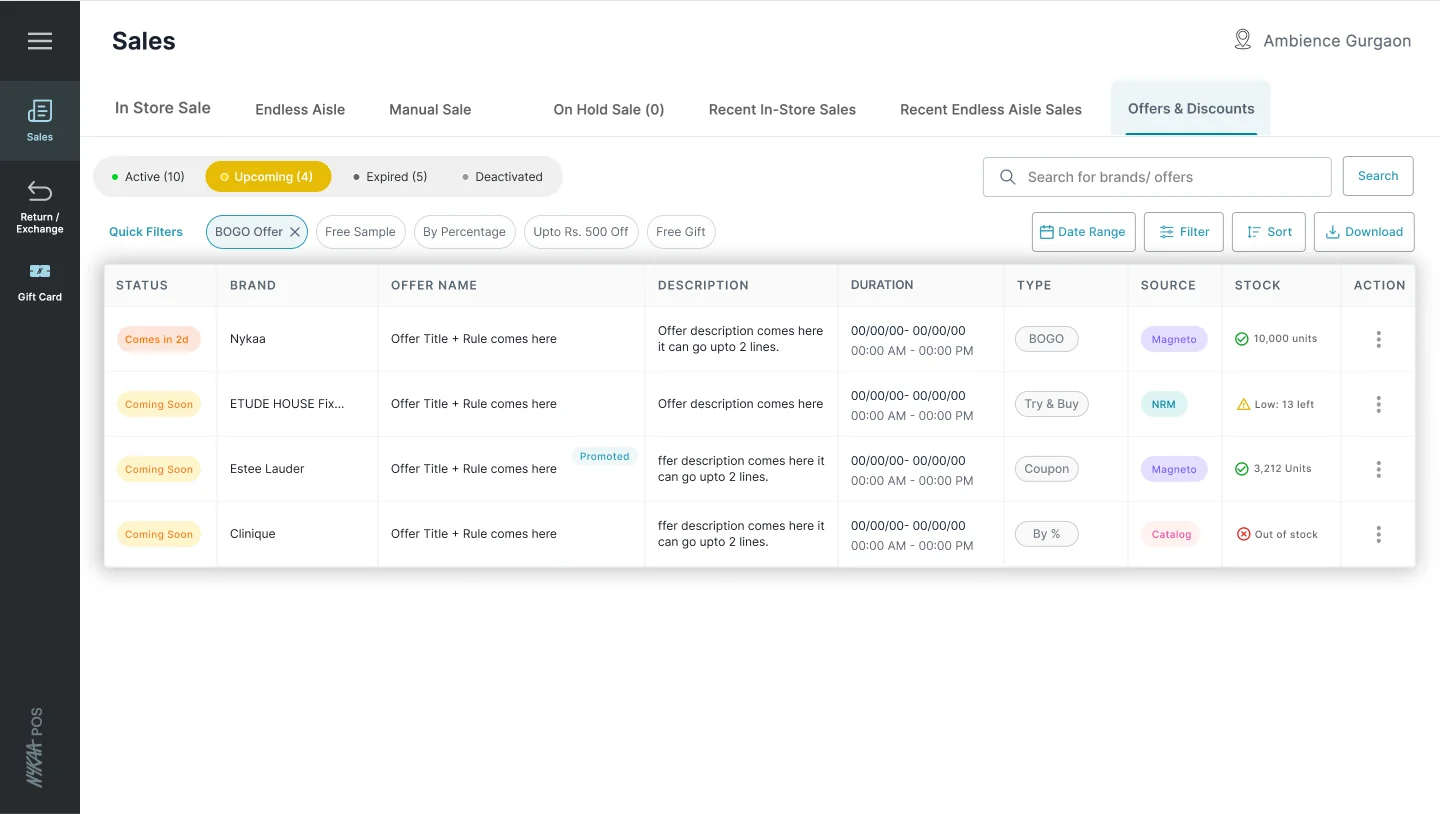 Sales
Ambience Gurgaon
In Store Sale
Endless Aisle
Manual Sale
On Hold Sale (0)
Recent In-Store Sales
Recent Endless Aisle Sales
Offers & Discounts
Sales
Return /
Exchange
Gift Card
NYKAA POS
Active (10)
Upcoming (4)
Expired (5)
Deactivated
Search for brands/ offers
Search
Quick Filters
BOGO Offer
Free Sample
By Percentage
Upto Rs. 500 Off
Free Gift
Date Range
Filter
Sort
Download
STATUS
BRAND
OFFER NAME
DESCRIPTION
DURATION
TYPE
SOURCE
STOCK
ACTION
Comes in 2d
Nykaa
Offer Title + Rule comes here
Offer description comes here
it can go upto 2 lines.
00/00/00- 00/00/00
00:00 AM - 00:00 PM
BOGO
Magneto
10,000 units
Coming Soon
ETUDE HOUSE Fix...
Offer Title + Rule comes here
Offer description comes here
00/00/00- 00/00/00
00:00 AM - 00:00 PM
Try & Buy
NRM
Low: 13 left
Coming Soon
Estee Lauder
Offer Title + Rule comes here
Promoted
ffer description comes here it
can go upto 2 lines.
00/00/00- 00/00/00
00:00 AM - 00:00 PM
Coupon
Magneto
3,212 Units
Coming Soon
Clinique
Offer Title + Rule comes here
ffer description comes here it
can go upto 2 lines.
00/00/00- 00/00/00
00:00 AM - 00:00 PM
By %
Catalog
Out of stock